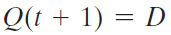 Q(t + 1) = D